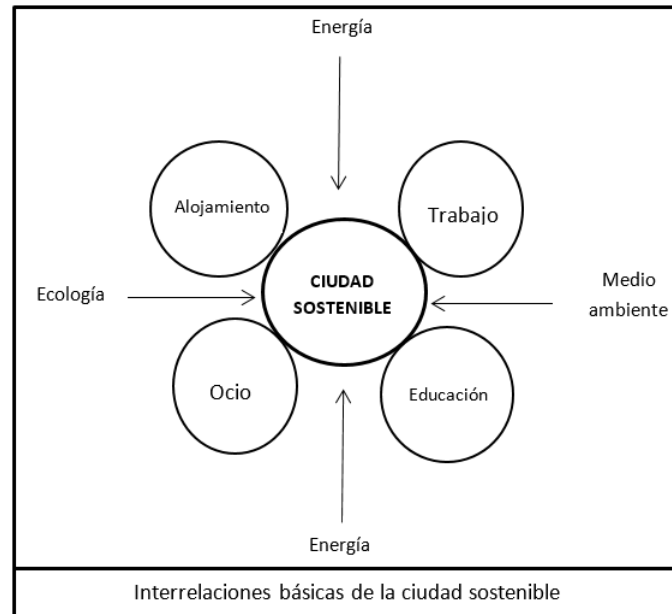 Energía
Alojamiento
Trabajo
CIUDAD
SOSTENIBLE
Ecología
Medio
ambiente
Ocio
Educación
Energía
Interrelaciones básicas de la ciudad sostenible